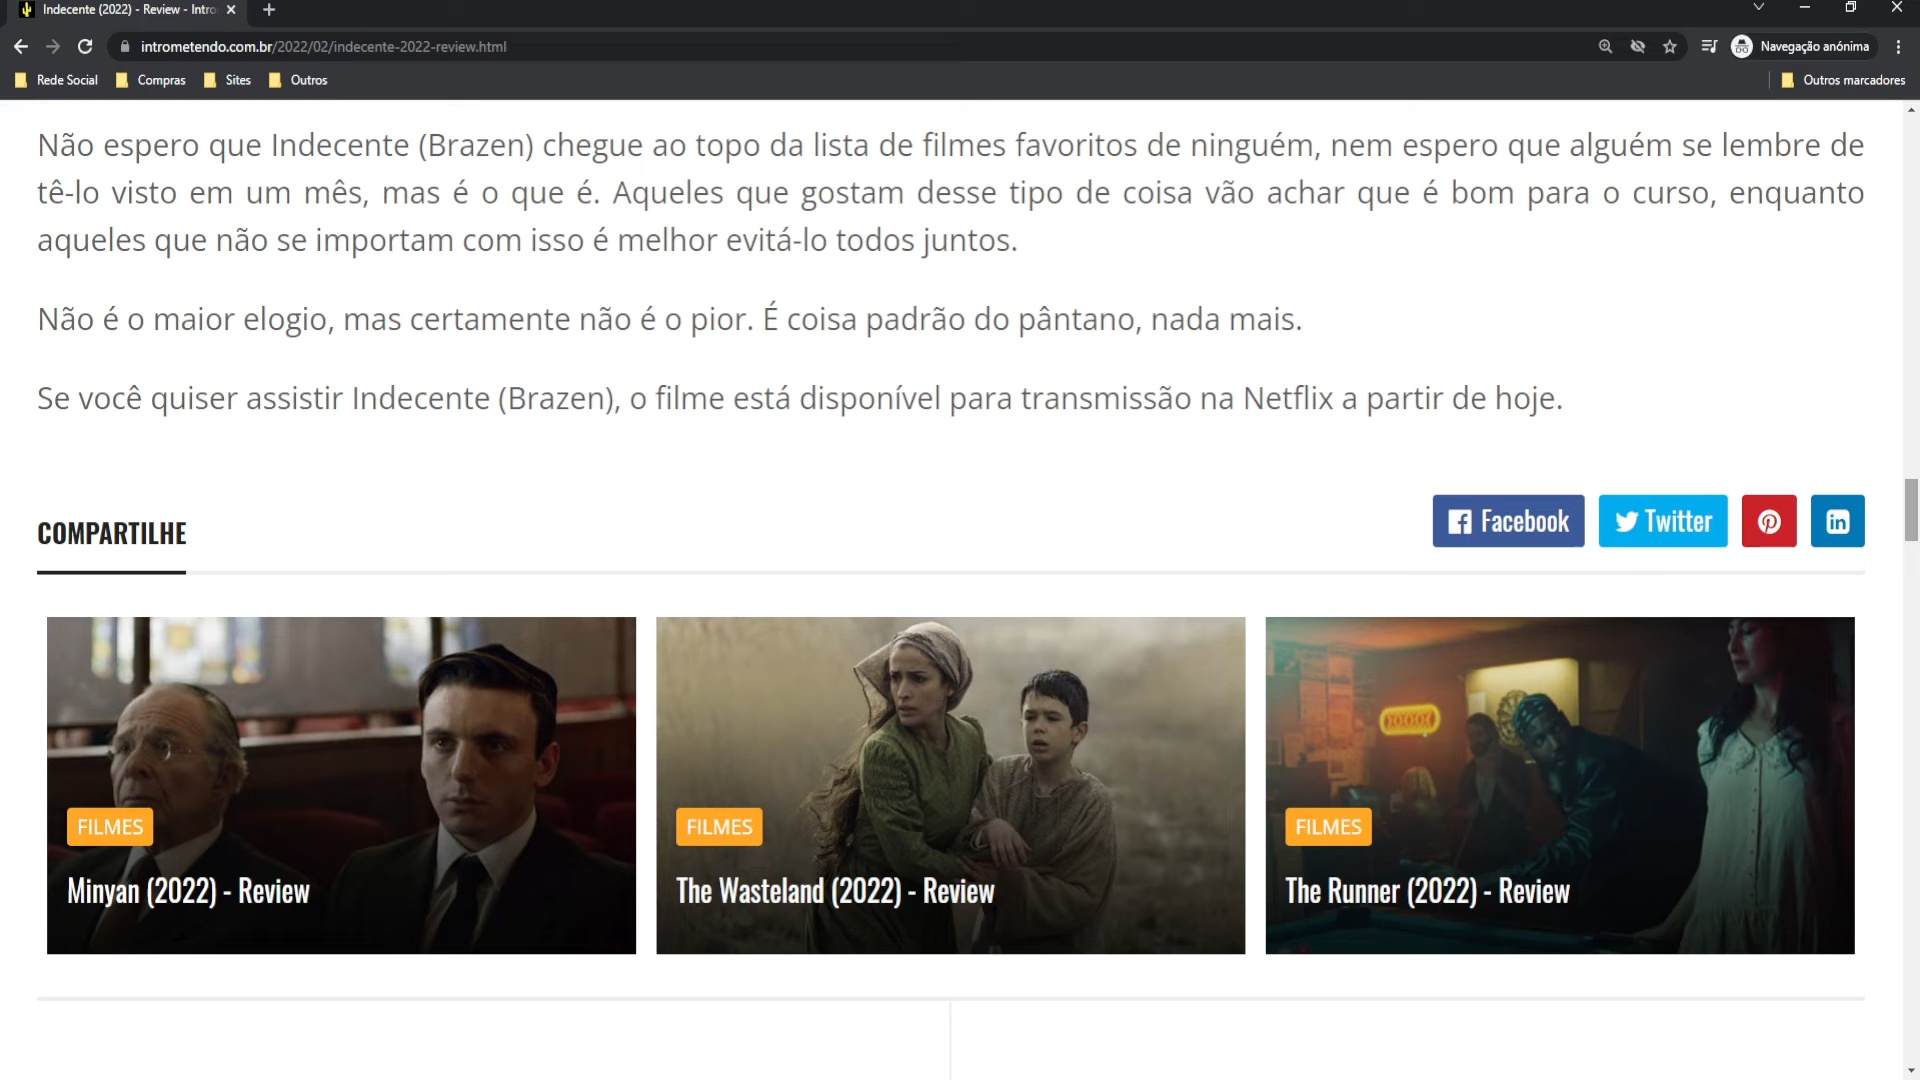 Indecente (2022) - Review - Intro
intrometendo.com.br/2022/02/indecente-2022-review.html
Navegação anónima
Rede Social
Compras
Sites
Outros
Outros marcadores
Não espero que Indecente (Brazen) chegue ao topo da lista de filmes favoritos de ninguém, nem espero que alguém se lembre de
tê-lo visto em um mês, mas é o que é. Aqueles que gostam desse tipo de coisa vão achar que é bom para o curso, enquanto
aqueles que não se importam com isso é melhor evitá-lo todos juntos.
Não é o maior elogio, mas certamente não é o pior. É coisa padrão do pântano, nada mais.
Se você quiser assistir Indecente (Brazen), o filme está disponível para transmissão na Netflix a partir de hoje.
COMPARTILHE
Facebook
Twitter
in
FILMES
Minyan (2022) - Review
FILMES
The Wasteland (2022) - Review
FILMES
The Runner (2022) - Review